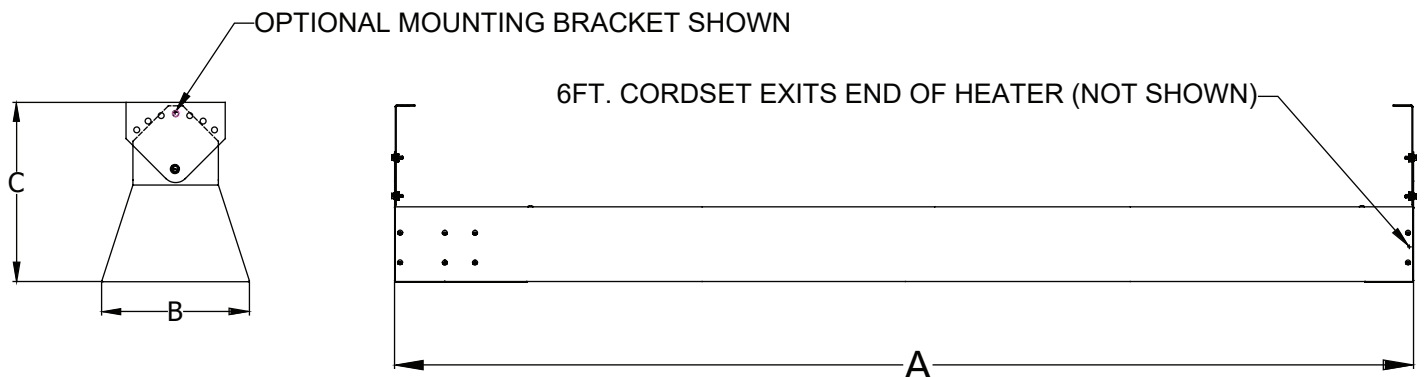 OPTIONAL MOUNTING BRACKET SHOWN
6FT. CORDSET EXITS END OF HEATER (NOT SHOWN)
C
B
A